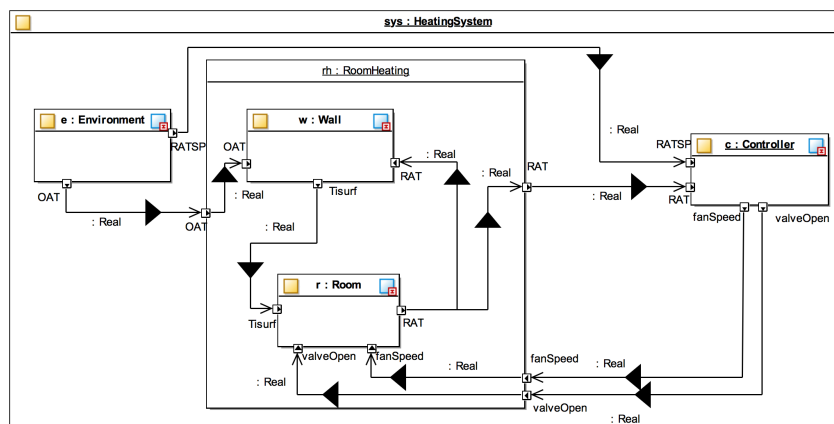 sys : HeatingSystem
rh : RoomHeating
e : Environment
RATSP
OAT
: Real
OAT
w : Wall
OAT
: Real
Tisurf
RAT
: Real
: Real
RAT
: Real
: Real
RATSP
c : Controller
RAT
fanSpeed
valveOpen
: Real
r : Room
Tisurf
RAT
valveOpen
fanSpeed
: Real
: Real
fanSpeed
: Real
valveOpen
: Real